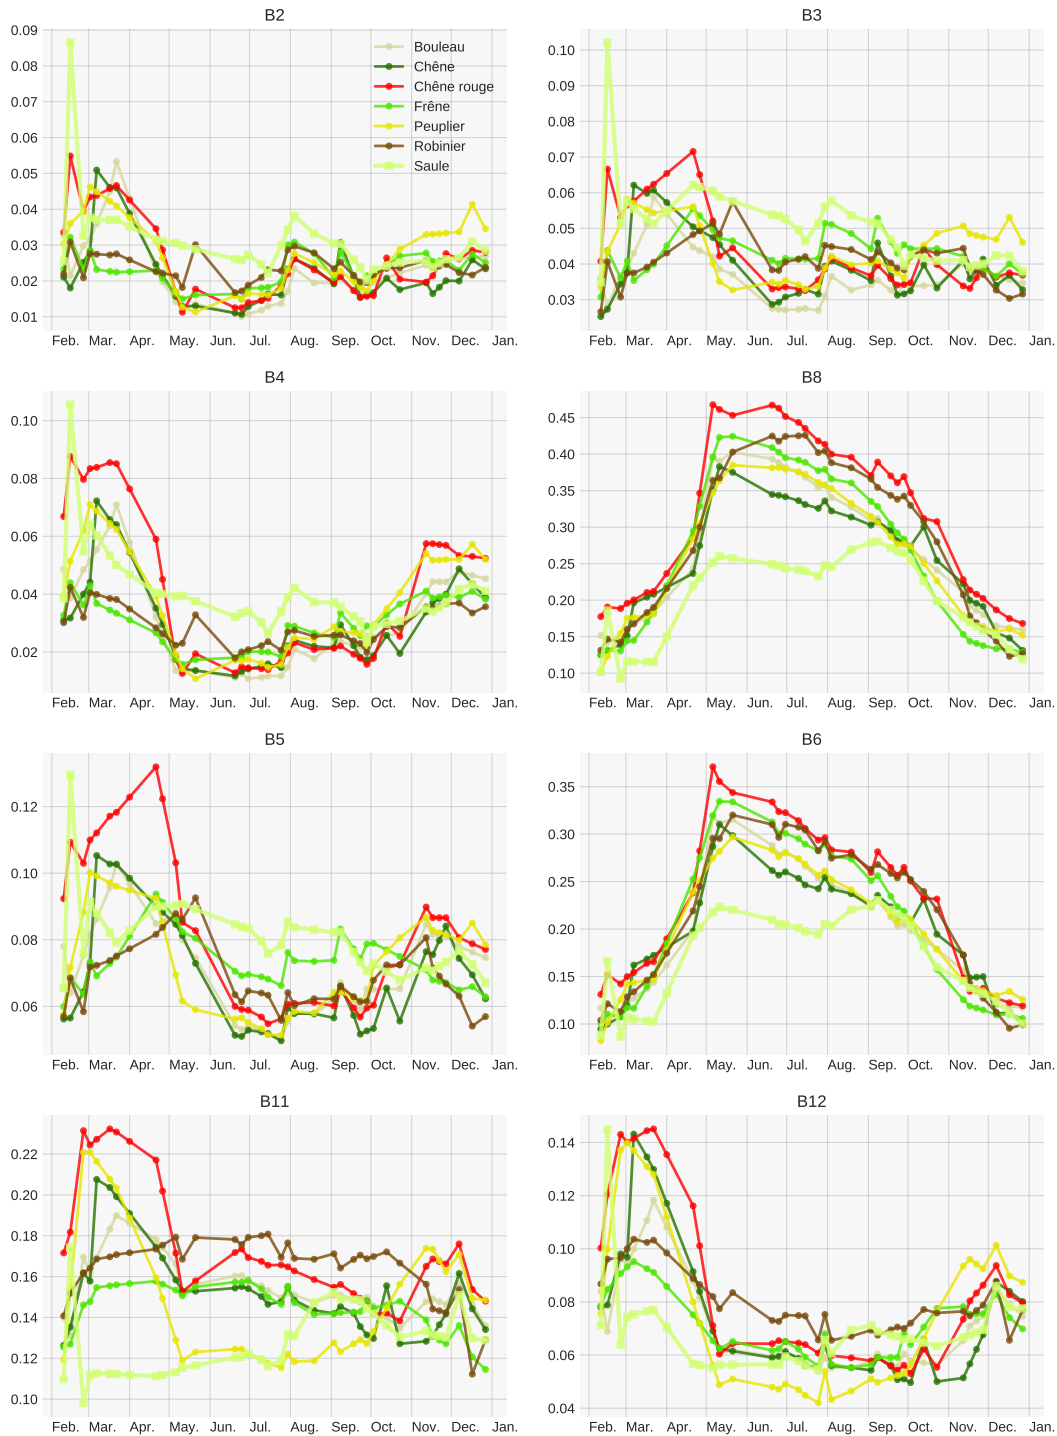 B2
0.09
0.08
0.07
0.06
0.05
0.04
0.03
0.02
0.01
Bouleau
Chêne
Chêne rouge
Frêne
Peuplier
Robinier
Saule
Feb. Mar. Apr. May. Jun. Jul. Aug. Sep. Oct. Nov. Dec. Jan.
B3
0.10
0.09
0.08
0.07
0.06
0.05
0.04
0.03
Feb. Mar. Apr. May. Jun. Jul. Aug. Sep. Oct. Nov. Dec. Jan.
B4
0.10
0.08
0.06
0.04
0.02
Feb. Mar. Apr. May. Jun. Jul. Aug. Sep. Oct. Nov. Dec. Jan.
B8
0.45
0.40
0.35
0.30
0.25
0.20
0.15
0.10
Feb. Mar. Apr. May. Jun. Jul. Aug. Sep. Oct. Nov. Dec. Jan.
B5
0.12
0.10
0.08
0.06
Feb. Mar. Apr. May. Jun. Jul. Aug. Sep. Oct. Nov. Dec. Jan.
B6
0.35
0.30
0.25
0.20
0.15
0.10
Feb. Mar. Apr. May. Jun. Jul. Aug. Sep. Oct. Nov. Dec. Jan.
B11
0.22
0.20
0.18
0.16
0.14
0.12
0.10
Feb. Mar. Apr. May. Jun. Jul. Aug. Sep. Oct. Nov. Dec. Jan.
B12
0.14
0.12
0.10
0.08
0.06
0.04
Feb. Mar. Apr. May. Jun. Jul. Aug. Sep. Oct. Nov. Dec. Jan.